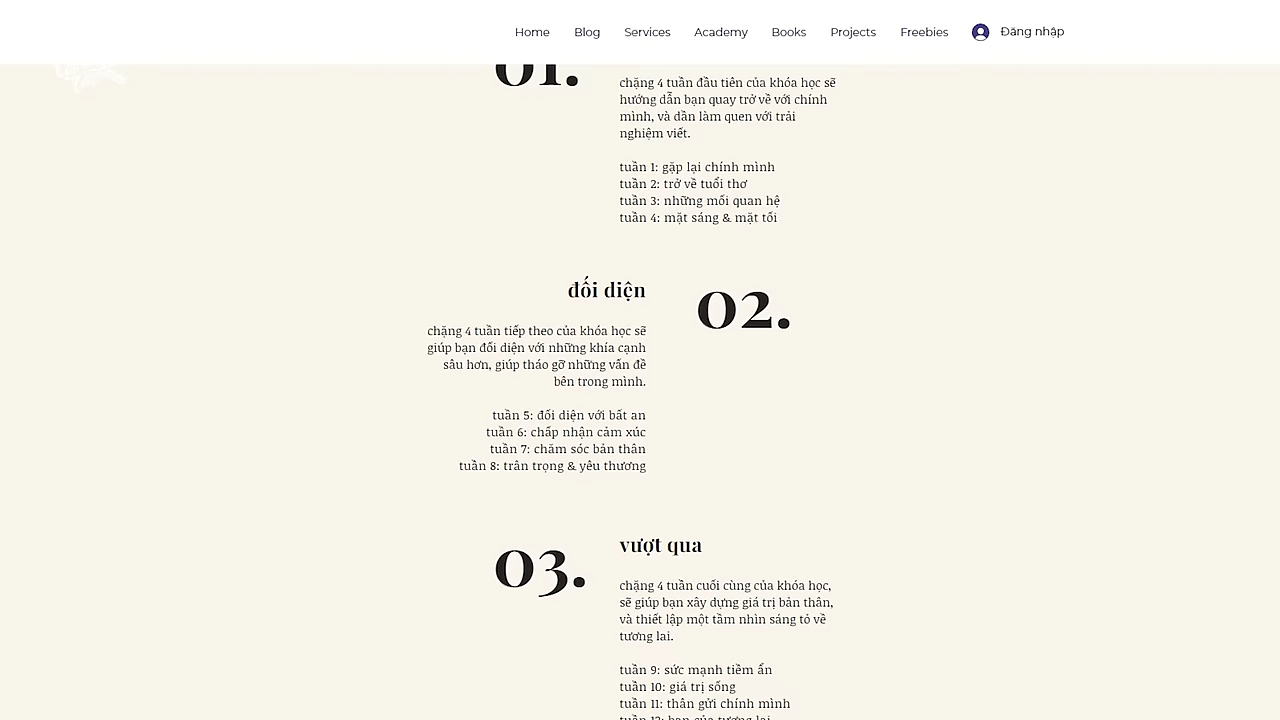 Home Blog Services Academy Books Projects Freebies Đăng nhập
01.
chặng 4 tuần đầu tiên của khóa học sẽ
hướng dẫn bạn quay trở về với chính
mình, và dần làm quen với trải
nghiệm viết.
tuần 1: gặp lại chính mình
tuần 2: trở về tuổi thơ
tuần 3: những mối quan hệ
tuần 4: mặt sáng & mặt tối
đối diện
02.
chặng 4 tuần tiếp theo của khóa học sẽ
giúp bạn đối diện với những khía cạnh
sâu hơn, giúp tháo gỡ những vấn đề
bên trong mình.
tuần 5: đối diện với bất an
tuần 6: chấp nhận cảm xúc
tuần 7: chăm sóc bản thân
tuần 8: trân trọng & yêu thương
03.
vượt qua
chặng 4 tuần cuối cùng của khóa học,
sẽ giúp bạn xây dựng giá trị bản thân,
và thiết lập một tầm nhìn sáng tỏ về
tương lai.
tuần 9: sức mạnh tiềm ẩn
tuần 10: giá trị sống
tuần 11: thân gửi chính mình
tuần 12: bạn của tương lai